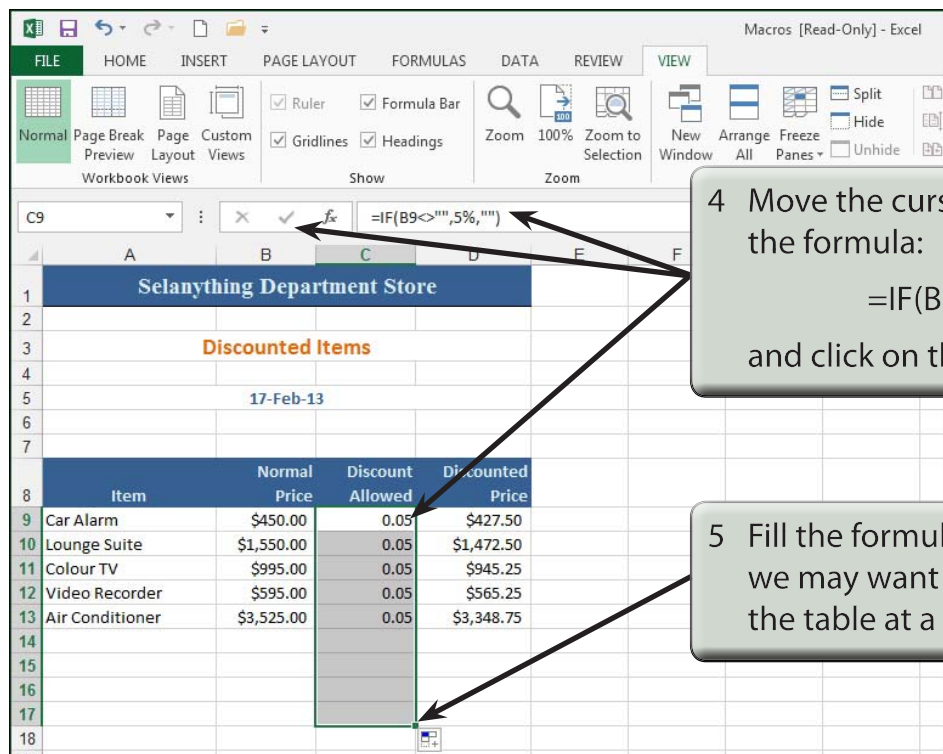 Macros [Read-Only] - Excel
FILE HOME INSERT PAGE LAYOUT FORMULAS DATA REVIEW VIEW
Normal Page Break Preview Page Layout Custom Views
Workbook Views
Ruler Formula Bar
Gridlines Headings
Show
Zoom 100% Zoom to Selection
Zoom
New Window Arrange All Freeze Panes
Split
Hide
Unhide
C9 fx =IF(B9<>"",5%,"")
A B C D E F
1 Selanything Department Store
2
3 Discounted Items
4
5 17-Feb-13
6
7
8 Item Normal Price Discount Allowed Discounted Price
9 Car Alarm $450.00 0.05 $427.50
10 Lounge Suite $1,550.00 0.05 $1,472.50
11 Colour TV $995.00 0.05 $945.25
12 Video Recorder $595.00 0.05 $565.25
13 Air Conditioner $3,525.00 0.05 $3,348.75
14
15
16
17
18
4 Move the curs
the formula:
=IF(B
and click on th
5 Fill the formul
we may want
the table at a